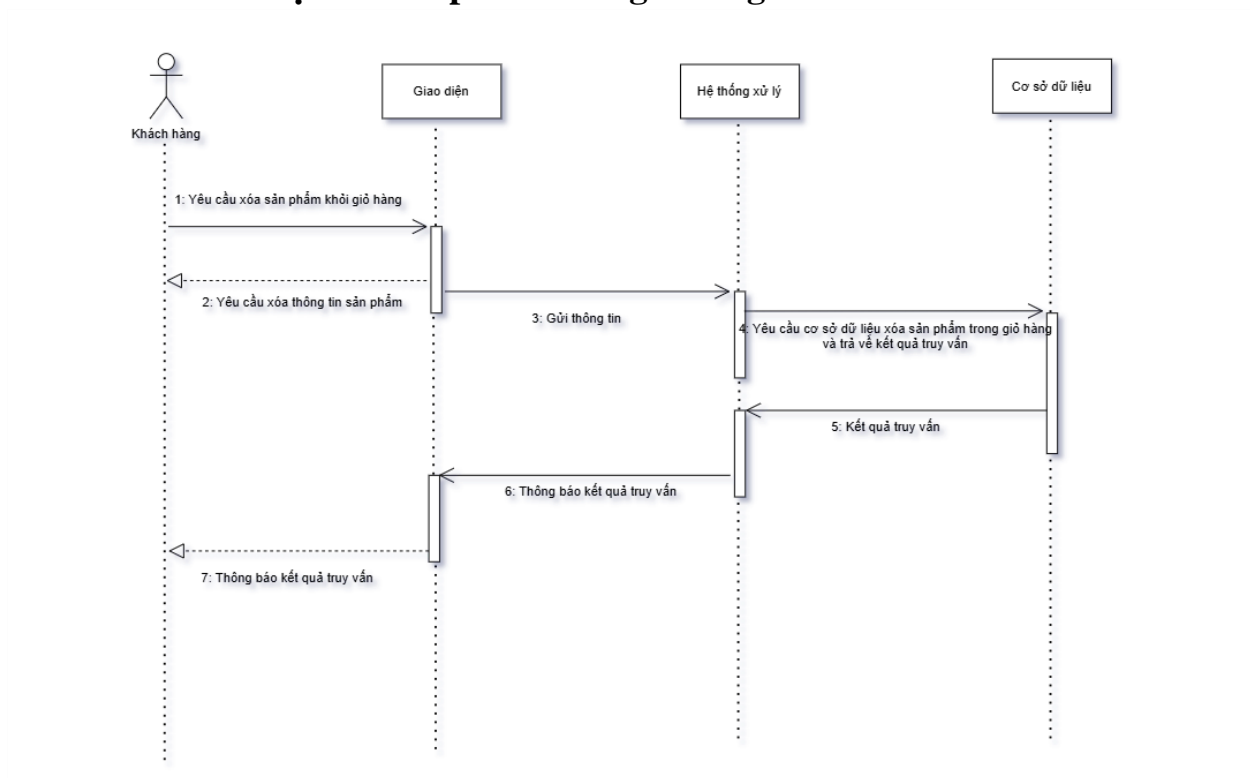 Khách hàng
Giao diện
Hệ thống xử lý
Cơ sở dữ liệu
1: Yêu cầu xóa sản phẩm khỏi giỏ hàng
2: Yêu cầu xóa thông tin sản phẩm
3: Gửi thông tin
4: Yêu cầu cơ sở dữ liệu xóa sản phẩm trong giỏ hàng
và trả về kết quả truy vấn
5: Kết quả truy vấn
6: Thông báo kết quả truy vấn
7: Thông báo kết quả truy vấn